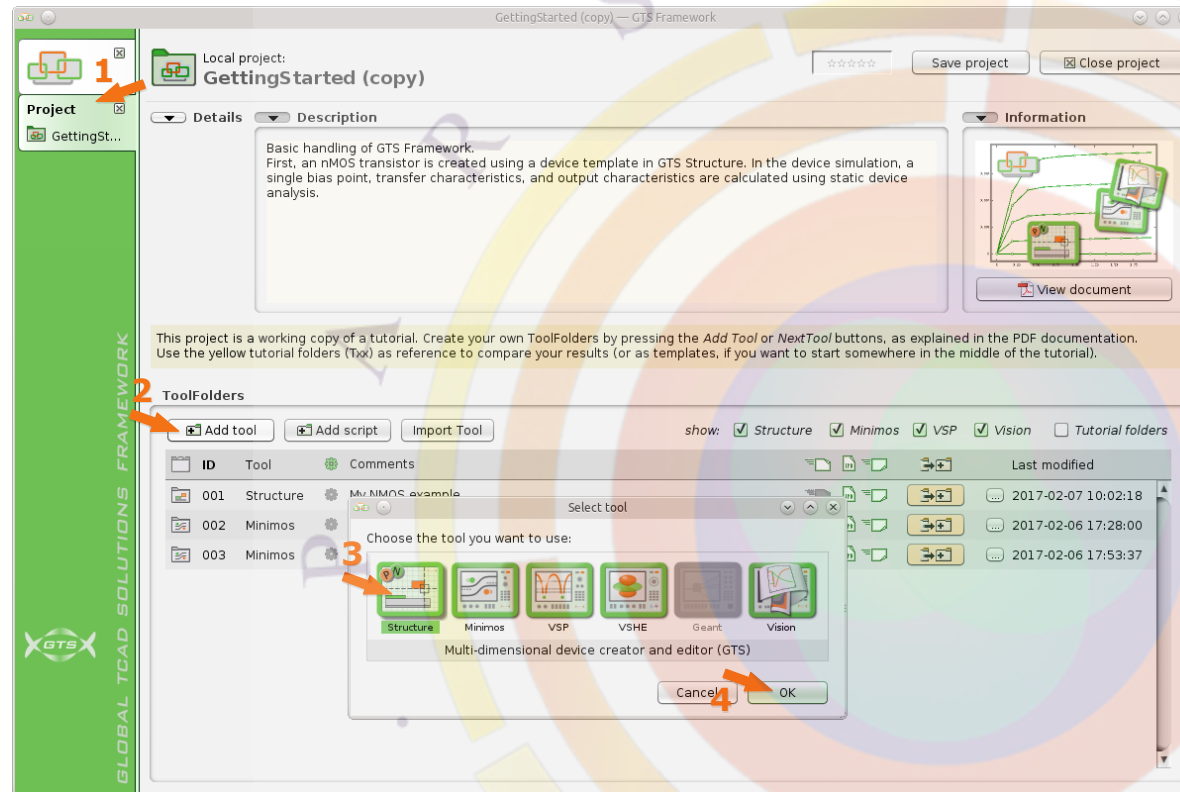 GettingStarted (copy) — GTS Framework
1
Project
GettingSt...
Local project:
GettingStarted (copy)
☆☆☆☆☆
Save project
Close project
Details
Description
Information
Basic handling of GTS Framework.
First, an nMOS transistor is created using a device template in GTS Structure. In the device simulation, a
single bias point, transfer characteristics, and output characteristics are calculated using static device
analysis.
View document
This project is a working copy of a tutorial. Create your own ToolFolders by pressing the Add Tool or NextTool buttons, as explained in the PDF documentation.
Use the yellow tutorial folders (Txx) as reference to compare your results (or as templates, if you want to start somewhere in the middle of the tutorial).
2
ToolFolders
Add tool
Add script
Import Tool
show: Structure Minimos VSP Vision Tutorial folders
ID Tool Comments Last modified
001 Structure My NMOS example 2017-02-07 10:02:18
002 Minimos 2017-02-06 17:28:00
003 Minimos 2017-02-06 17:53:37
Select tool
Choose the tool you want to use:
3
P N
Structure Minimos VSP VSHE Geant Vision
Multi-dimensional device creator and editor (GTS)
Cancel
4
OK
GTS
GLOBAL TCAD SOLUTIONS FRAMEWORK